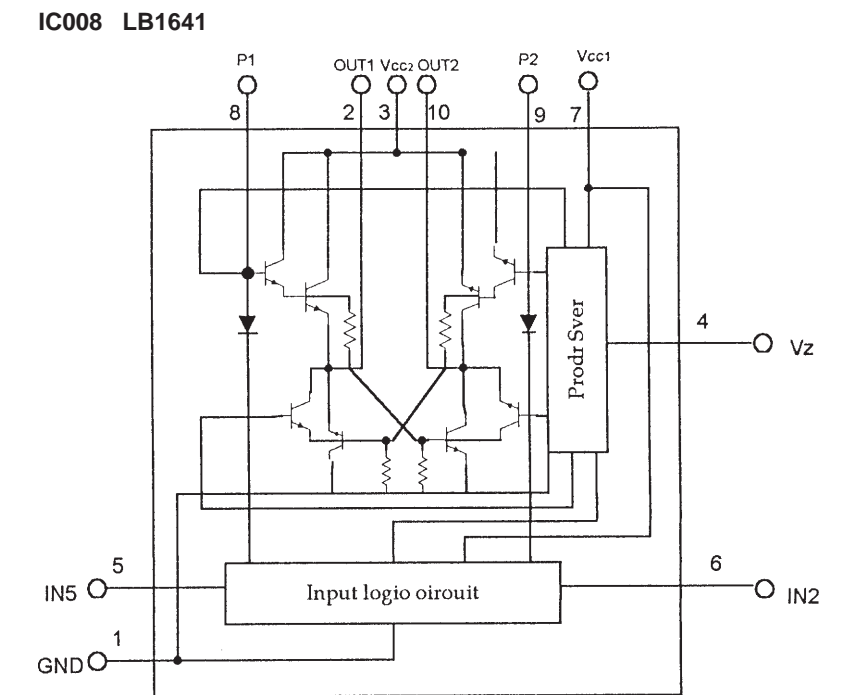 IC008 LB1641
P1 OUT1 Vcc2 OUT2 P2 Vcc1
8 2 3 10 9 7
Prodr Sver
4
Vz
5
IN5
Input logio oirouit
6
IN2
1
GND